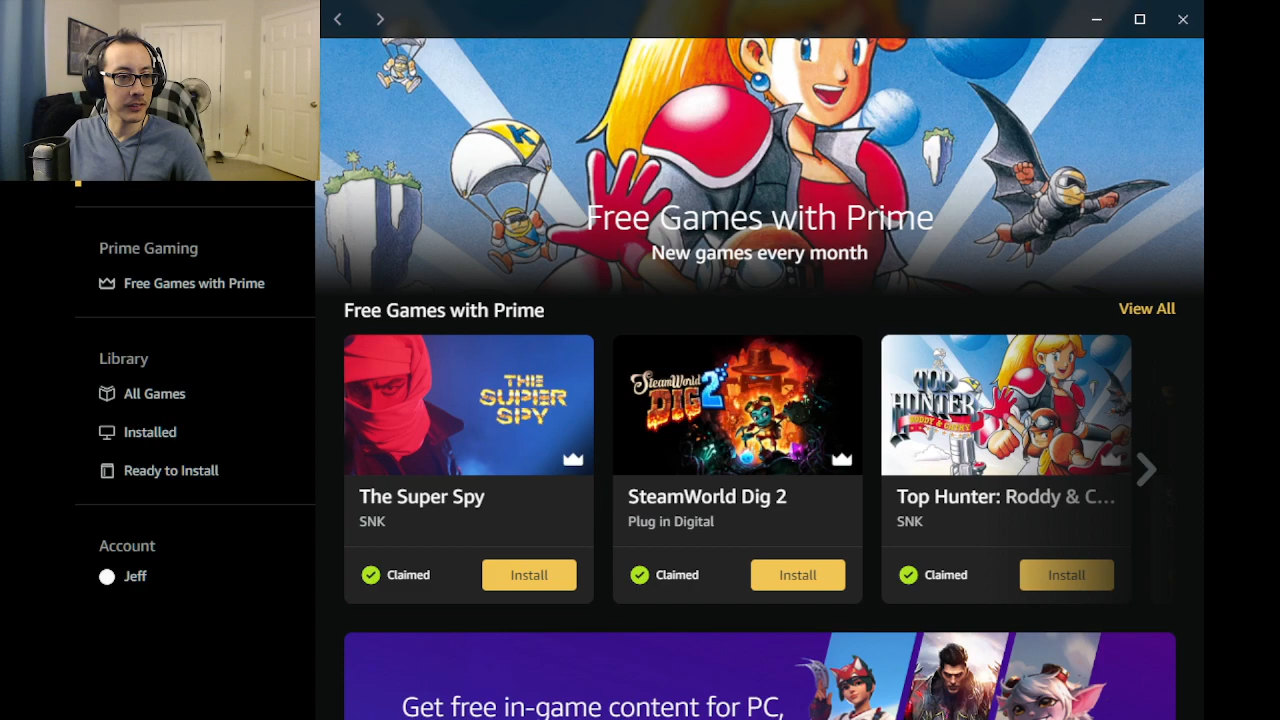 Free Games with Prime
New games every month
Prime Gaming
Free Games with Prime
Library
All Games
Installed
Ready to Install
Account
Jeff
Free Games with Prime
View All
K
THE
SUPER
SPY
The Super Spy
SNK
Claimed
Install
SteamWorld
DIG 2
SteamWorld Dig 2
Plug in Digital
Claimed
Install
TOP
HUNTER
RODDY & CATHY
Top Hunter: Roddy & C...
SNK
Claimed
Install
Get free in-game content for PC,